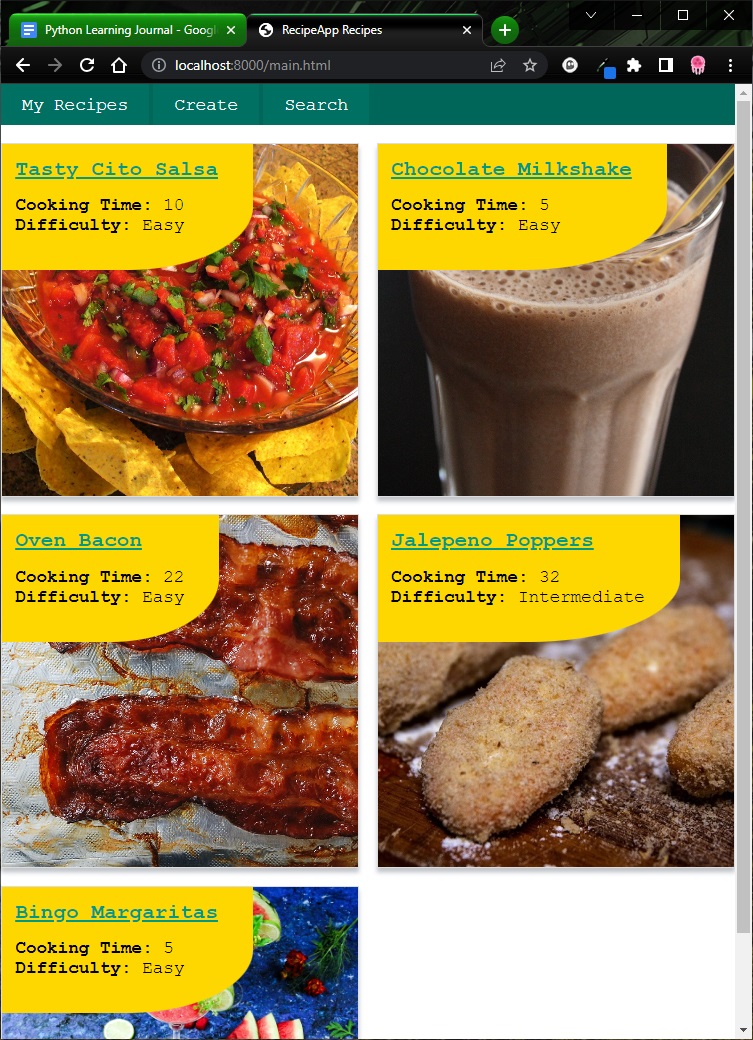 Python Learning Journal - Googl
RecipeApp Recipes
localhost:8000/main.html
My Recipes
Create
Search
Tasty Cito Salsa
Cooking Time: 10
Difficulty: Easy
Chocolate Milkshake
Cooking Time: 5
Difficulty: Easy
Oven Bacon
Cooking Time: 22
Difficulty: Easy
Jalepeno Poppers
Cooking Time: 32
Difficulty: Intermediate
Bingo Margaritas
Cooking Time: 5
Difficulty: Easy